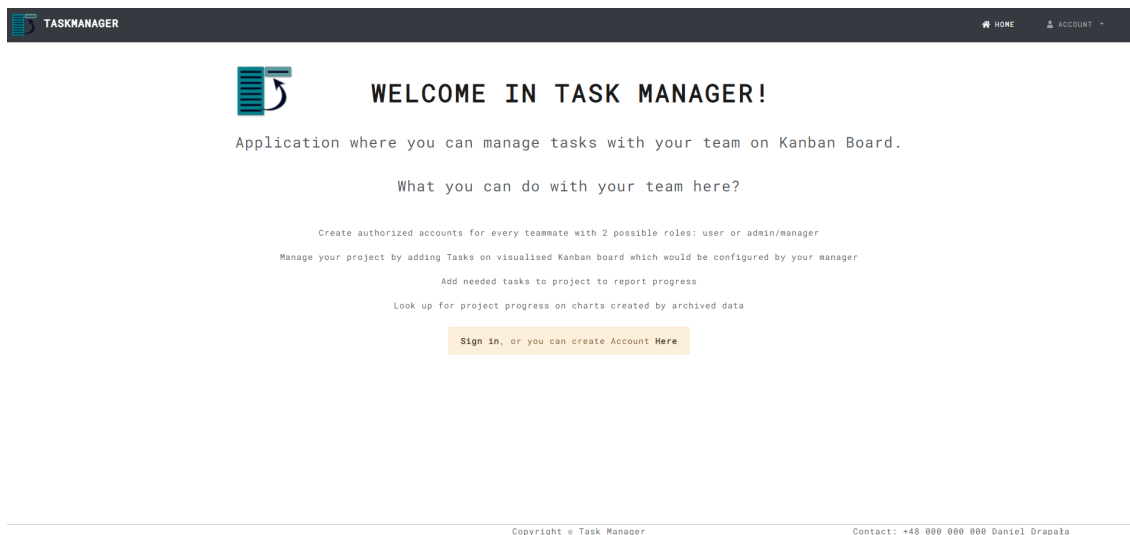 TASKMANAGER
HOME
ACCOUNT
WELCOME IN TASK MANAGER!
Application where you can manage tasks with your team on Kanban Board.
What you can do with your team here?
Create authorized accounts for every teammate with 2 possible roles: user or admin/manager
Manage your project by adding Tasks on visualised Kanban board which would be configured by your manager
Add needed tasks to project to report progress
Look up for project progress on charts created by archived data
Sign in, or you can create Account Here
Copyright © Task Manager
Contact: +48 000 000 000 Daniel Drapała